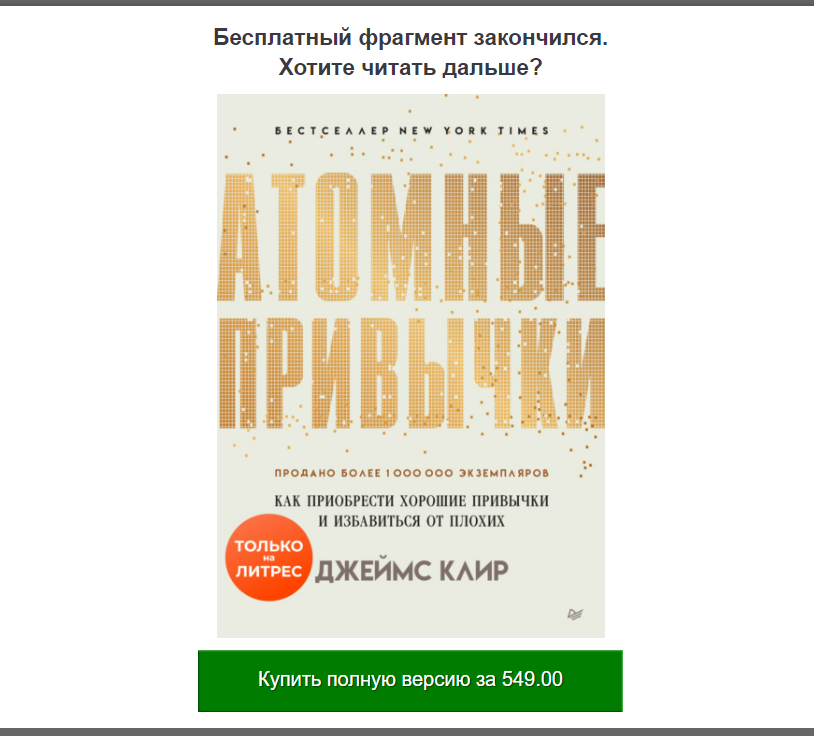 Бесплатный фрагмент закончился.
Хотите читать дальше?
БЕСТСЕЛЛЕР NEW YORK TIMES
АТОМНЫЕ
ПРИВЫЧКИ
ПРОДАНО БОЛЕЕ 1 000 000 ЭКЗЕМПЛЯРОВ
КАК ПРИОБРЕСТИ ХОРОШИЕ ПРИВЫЧКИ
И ИЗБАВИТЬСЯ ОТ ПЛОХИХ
ТОЛЬКО
на
ЛИТРЕС
ДЖЕЙМС КЛИР
Купить полную версию за 549.00